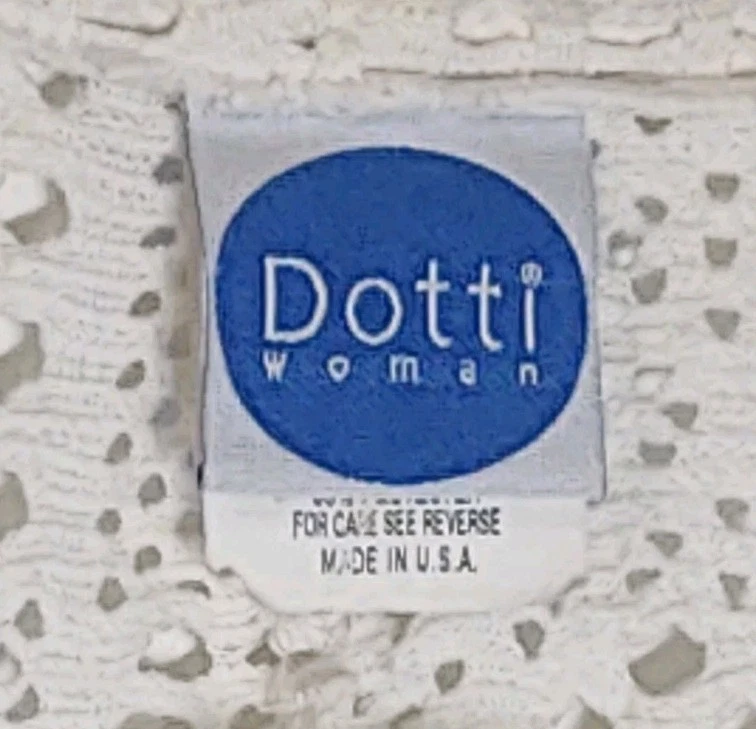 Dotti®
woman
FOR CARE SEE REVERSE
MADE IN U.S.A.